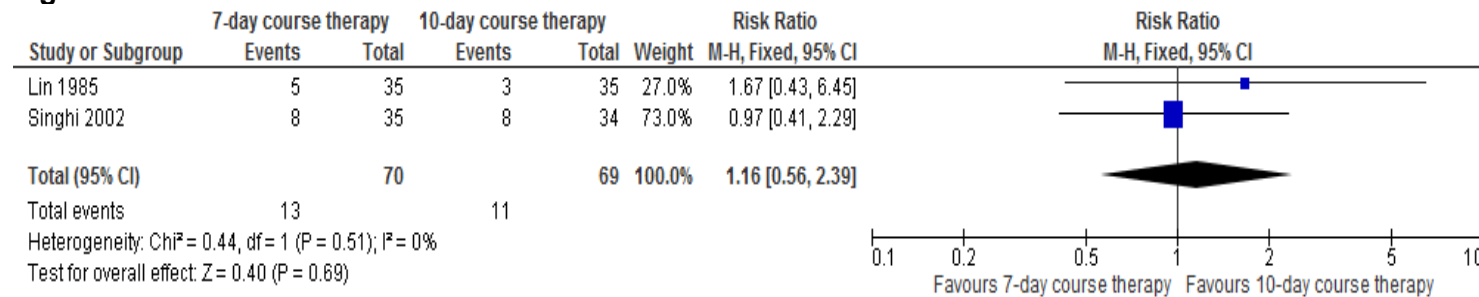 7-day course therapy 10-day course therapy Risk Ratio Risk Ratio
Study or Subgroup Events Total Events Total Weight M-H, Fixed, 95% CI M-H, Fixed, 95% CI
Lin 1985 5 35 3 35 27.0% 1.67 [0.43, 6.45]
Singhi 2002 8 35 8 34 73.0% 0.97 [0.41, 2.29]
Total (95% CI) 70 69 100.0% 1.16 [0.56, 2.39]
Total events 13 11
Heterogeneity: Chi² = 0.44, df = 1 (P = 0.51); I² = 0%
Test for overall effect: Z = 0.40 (P = 0.69)
0.1 0.2 0.5 1 2 5 10
Favours 7-day course therapy Favours 10-day course therapy